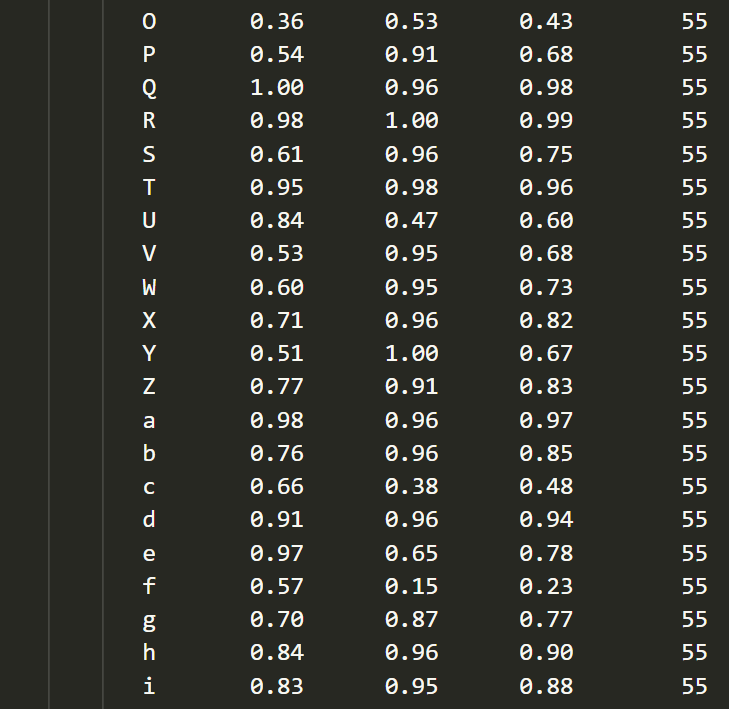 O 0.36 0.53 0.43 55
P 0.54 0.91 0.68 55
Q 1.00 0.96 0.98 55
R 0.98 1.00 0.99 55
S 0.61 0.96 0.75 55
T 0.95 0.98 0.96 55
U 0.84 0.47 0.60 55
V 0.53 0.95 0.68 55
W 0.60 0.95 0.73 55
X 0.71 0.96 0.82 55
Y 0.51 1.00 0.67 55
Z 0.77 0.91 0.83 55
a 0.98 0.96 0.97 55
b 0.76 0.96 0.85 55
c 0.66 0.38 0.48 55
d 0.91 0.96 0.94 55
e 0.97 0.65 0.78 55
f 0.57 0.15 0.23 55
g 0.70 0.87 0.77 55
h 0.84 0.96 0.90 55
i 0.83 0.95 0.88 55